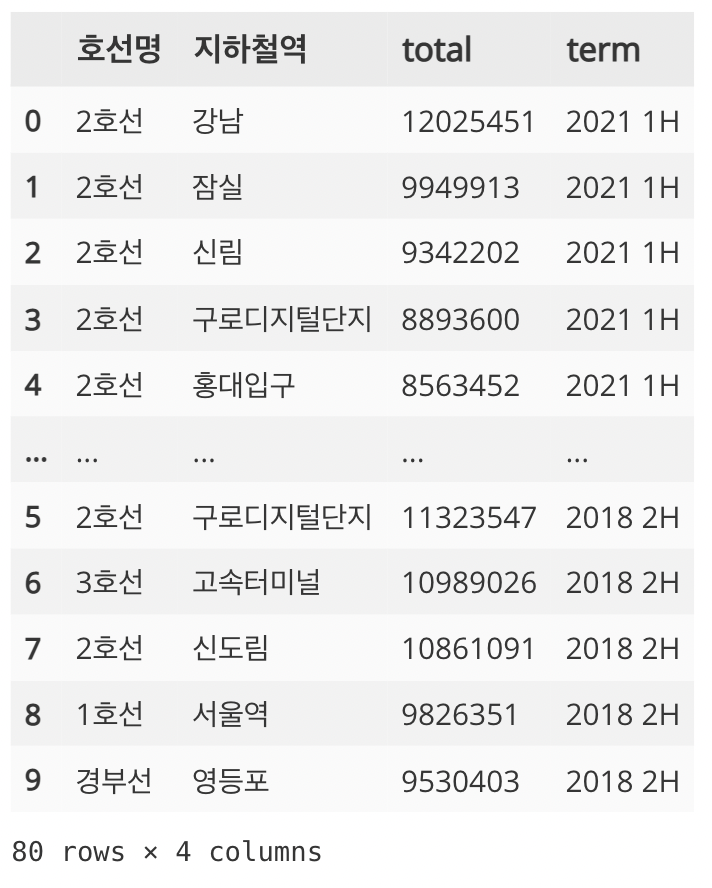 호선명 지하철역 total term
0 2호선 강남 12025451 2021 1H
1 2호선 잠실 9949913 2021 1H
2 2호선 신림 9342202 2021 1H
3 2호선 구로디지털단지 8893600 2021 1H
4 2호선 홍대입구 8563452 2021 1H
... ... ... ... ...
5 2호선 구로디지털단지 11323547 2018 2H
6 3호선 고속터미널 10989026 2018 2H
7 2호선 신도림 10861091 2018 2H
8 1호선 서울역 9826351 2018 2H
9 경부선 영등포 9530403 2018 2H
80 rows × 4 columns